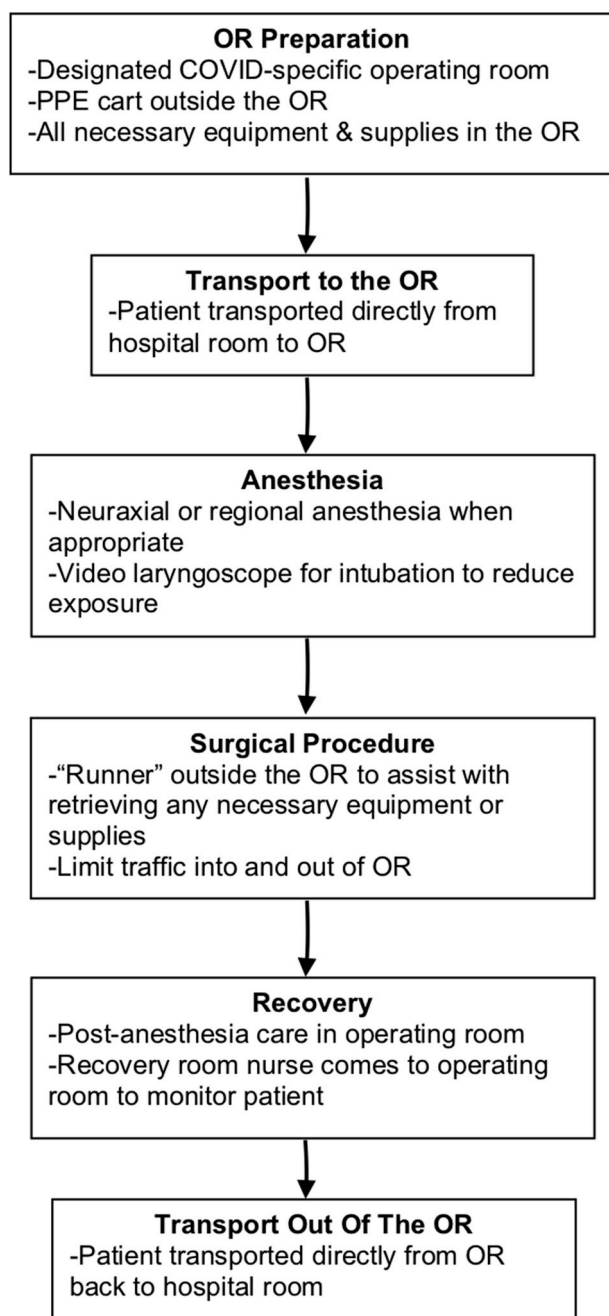 OR Preparation
-Designated COVID-specific operating room
-PPE cart outside the OR
-All necessary equipment & supplies in the OR
Transport to the OR
-Patient transported directly from
hospital room to OR
Anesthesia
-Neuraxial or regional anesthesia when
appropriate
-Video laryngoscope for intubation to reduce
exposure
Surgical Procedure
-“Runner” outside the OR to assist with
retrieving any necessary equipment or
supplies
-Limit traffic into and out of OR
Recovery
-Post-anesthesia care in operating room
-Recovery room nurse comes to operating
room to monitor patient
Transport Out Of The OR
-Patient transported directly from OR
back to hospital room